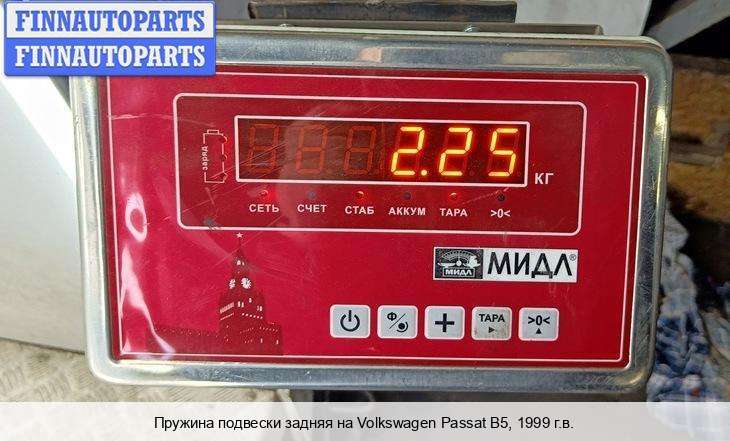 FINNAUTOPARTS
FINNAUTOPARTS
заряд
2.25
КГ
СЕТЬ СЧЕТ СТАБ АККУМ ТАРА >0<
МИДЛ МИДЛ®
Ф/ ТАРА >0<
Пружина подвески задняя на Volkswagen Passat B5, 1999 г.в.